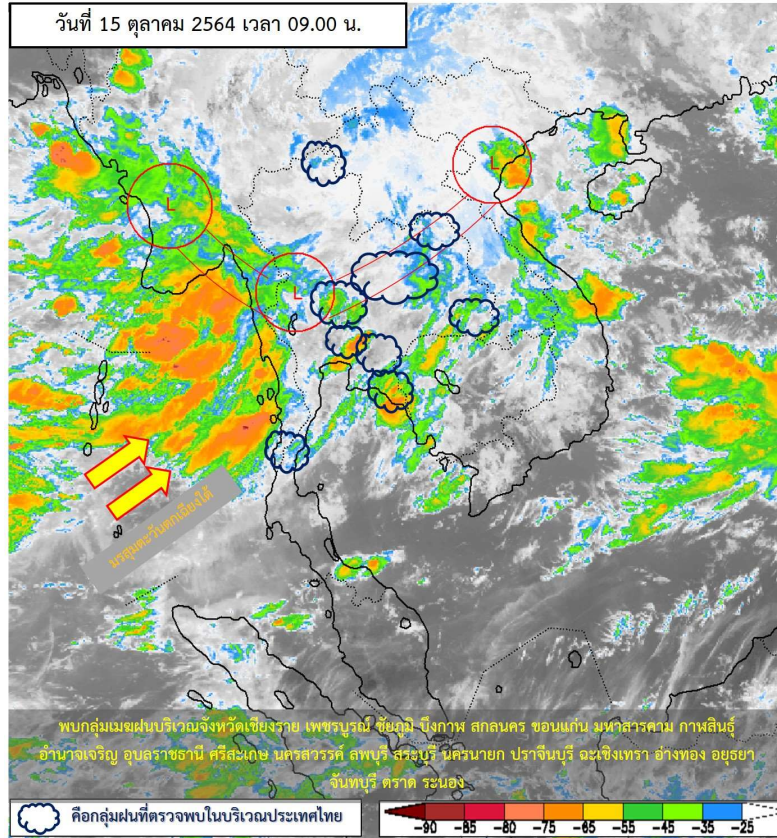 วันที่ 15 ตุลาคม 2564 เวลา 09.00 น.
L
L
L
มรสุมตะวันตกเฉียงใต้
พบกลุ่มเมฆฝนบริเวณจังหวัดเชียงราย เพชรบูรณ์ ชัยภูมิ บึงกาฬ สกลนคร ขอนแก่น มหาสารคาม กาฬสินธุ์
อำนาจเจริญ อุบลราชธานี ศรีสะเกษ นครสวรรค์ ลพบุรี สระบุรี นครนายก ปราจีนบุรี ฉะเชิงเทรา อ่างทอง อยุธยา
จันทบุรี ตราด ระนอง
คือกลุ่มฝนที่ตรวจพบในบริเวณประเทศไทย
-90 -85 -80 -75 -65 -55 -45 -35 25